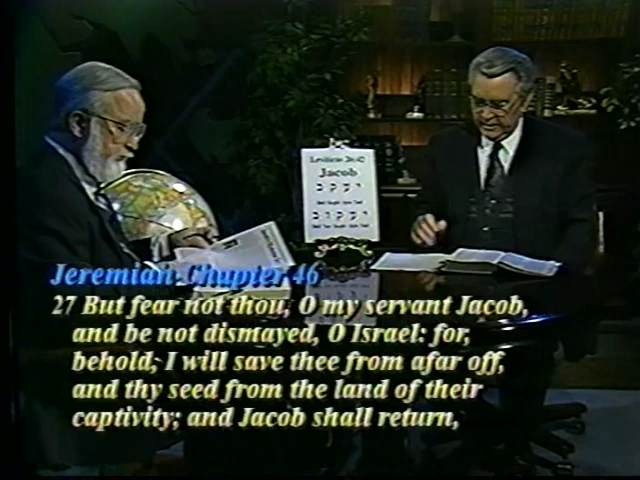 Leviticus 26:42
Jacob
י ע ק ב
י ע ק ו ב
Jeremiah Chapter 46
27 But fear not thou, O my servant Jacob,
and be not dismayed, O Israel: for,
behold, I will save thee from afar off,
and thy seed from the land of their
captivity; and Jacob shall return,